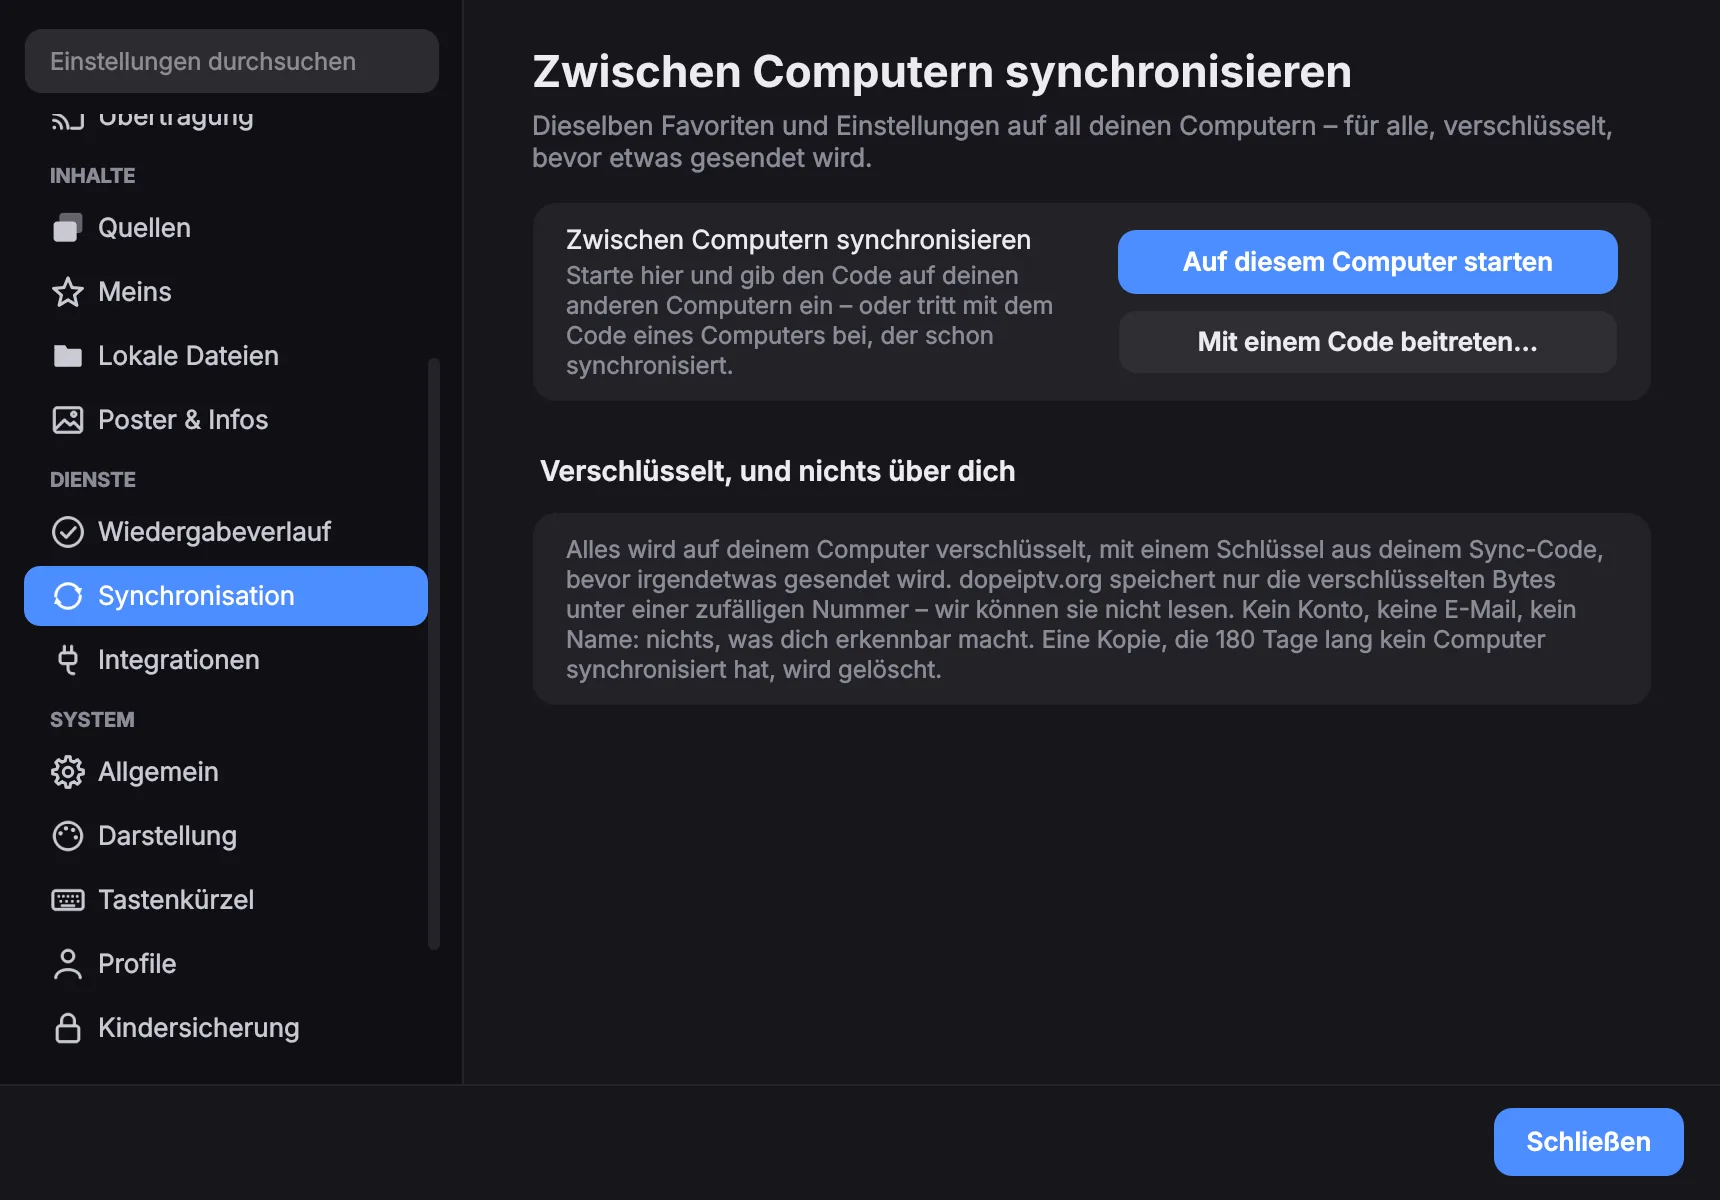 Einstellungen durchsuchen
Übertragung
INHALTE
Quellen
Meins
Lokale Dateien
Poster & Infos
DIENSTE
Wiedergabeverlauf
Synchronisation
Integrationen
SYSTEM
Allgemein
Darstellung
Tastenkürzel
Profile
Kindersicherung
Zwischen Computern synchronisieren
Dieselben Favoriten und Einstellungen auf all deinen Computern – für alle, verschlüsselt,
bevor etwas gesendet wird.
Zwischen Computern synchronisieren
Starte hier und gib den Code auf deinen
anderen Computern ein – oder tritt mit dem
Code eines Computers bei, der schon
synchronisiert.
Auf diesem Computer starten
Mit einem Code beitreten...
Verschlüsselt, und nichts über dich
Alles wird auf deinem Computer verschlüsselt, mit einem Schlüssel aus deinem Sync-Code,
bevor irgendetwas gesendet wird. dopeiptv.org speichert nur die verschlüsselten Bytes
unter einer zufälligen Nummer – wir können sie nicht lesen. Kein Konto, keine E-Mail, kein
Name: nichts, was dich erkennbar macht. Eine Kopie, die 180 Tage lang kein Computer
synchronisiert hat, wird gelöscht.
Schließen